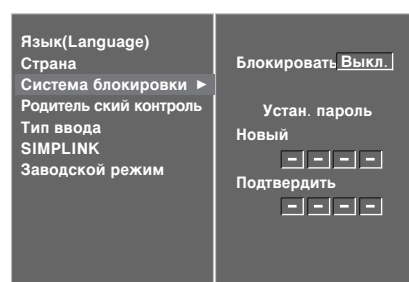 Язык(Language)
Страна
Система блокировки ►
Родитель ский контроль
Тип ввода
SIMPLINK
Заводской режим
Блокировать Выкл.
Устан. пароль
Новый
– – – –
Подтвердить
– – – –